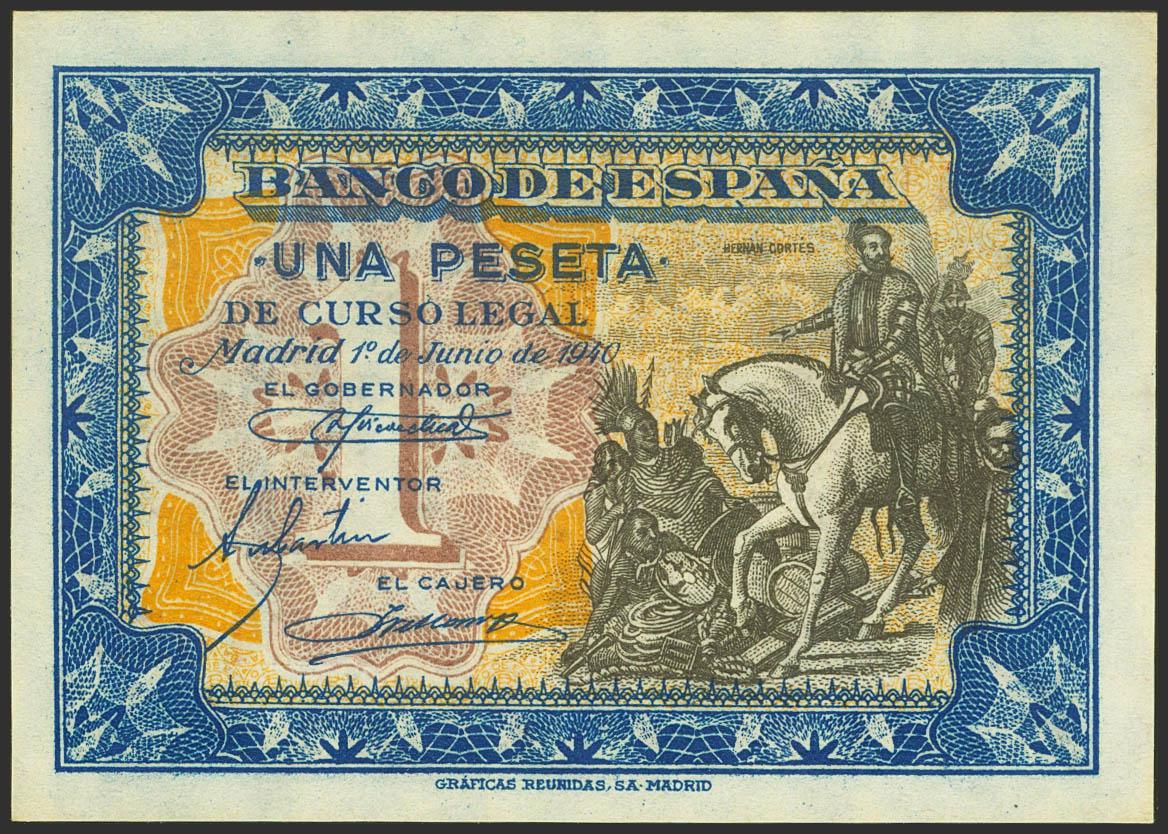 BANCO DE ESPAÑA
·UNA PESETA·
HERNAN CORTES
DE CURSO LEGAL
Madrid 1º de Junio de 1940
EL GOBERNADOR
EL INTERVENTOR
EL CAJERO
1
GRÁFICAS REUNIDAS, S.A. MADRID